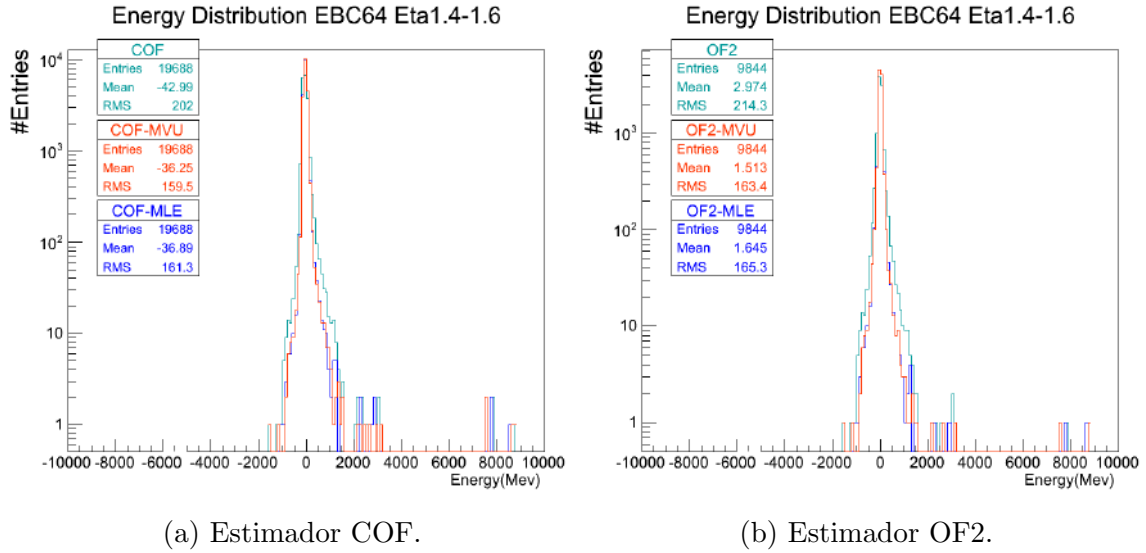 Energy Distribution EBC64 Eta1.4-1.6
#Entries
COF
Entries 19688
Mean -42.99
RMS 202
COF-MVU
Entries 19688
Mean -36.25
RMS 159.5
COF-MLE
Entries 19688
Mean -36.89
RMS 161.3
10^4
10^3
10^2
10
1
-10000 -8000 -6000 -4000 -2000 0 2000 4000 6000 8000 10000
Energy(Mev)
(a) Estimador COF.
Energy Distribution EBC64 Eta1.4-1.6
#Entries
OF2
Entries 9844
Mean 2.974
RMS 214.3
OF2-MVU
Entries 9844
Mean 1.513
RMS 163.4
OF2-MLE
Entries 9844
Mean 1.645
RMS 165.3
10^3
10^2
10
1
-10000 -8000 -6000 -4000 -2000 0 2000 4000 6000 8000 10000
Energy(Mev)
(b) Estimador OF2.